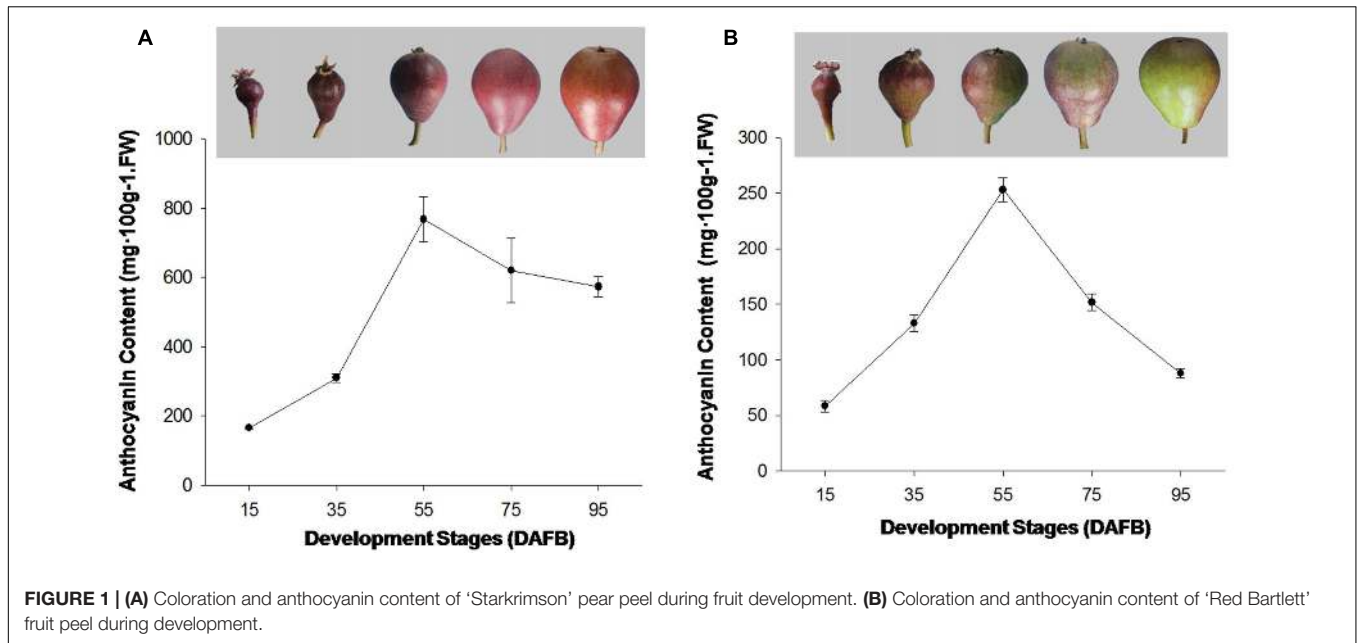 A
B
1000
800
600
400
200
0
Anthocyanin Content (mg·100g-1.FW)
15 35 55 75 95
Development Stages (DAFB)
300
250
200
150
100
50
0
Anthocyanin Content (mg·100g-1.FW)
15 35 55 75 95
Development Stages (DAFB)
FIGURE 1 | (A) Coloration and anthocyanin content of ‘Starkrimson’ pear peel during fruit development. (B) Coloration and anthocyanin content of ‘Red Bartlett’
fruit peel during development.